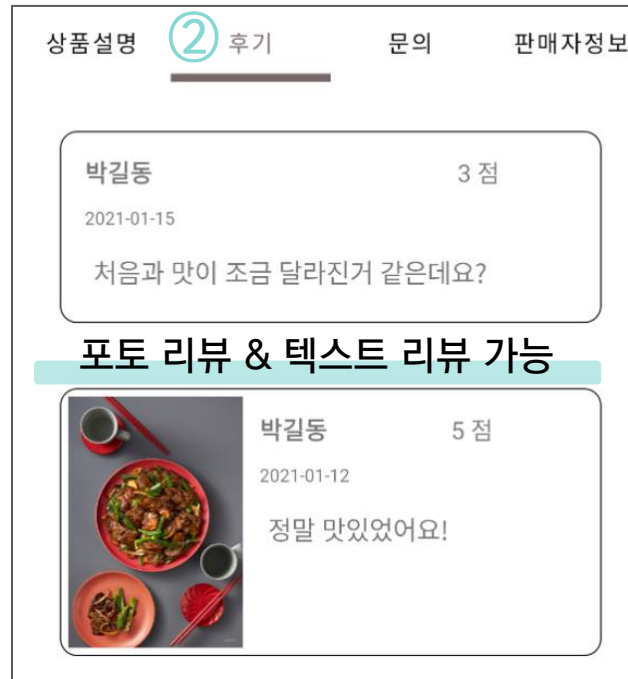 상품설명 ② 후기 문의 판매자정보
박길동 3 점
2021-01-15
처음과 맛이 조금 달라진거 같은데요?
포토 리뷰 & 텍스트 리뷰 가능
박길동 5 점
2021-01-12
정말 맛있었어요!